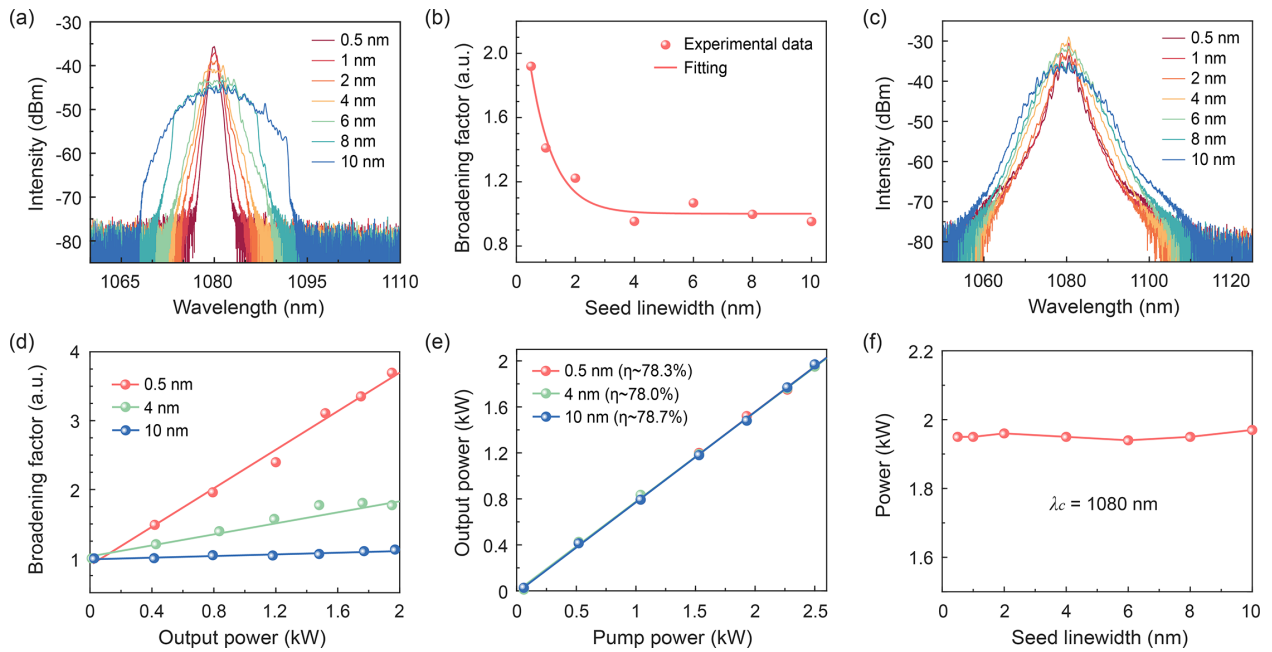 (a)
-30
-40
-50
-60
-70
-80
Intensity (dBm)
1065
1080
1095
1110
Wavelength (nm)
0.5 nm
1 nm
2 nm
4 nm
6 nm
8 nm
10 nm
(b)
2.0
1.6
1.2
0.8
Broadening factor (a.u.)
0
2
4
6
8
10
Seed linewidth (nm)
Experimental data
Fitting
(c)
-30
-40
-50
-60
-70
-80
Intensity (dBm)
1060
1080
1100
1120
Wavelength (nm)
0.5 nm
1 nm
2 nm
4 nm
6 nm
8 nm
10 nm
(d)
4
3
2
1
Broadening factor (a.u.)
0
0.4
0.8
1.2
1.6
2
Output power (kW)
0.5 nm
4 nm
10 nm
(e)
2
1.6
1.2
0.8
0.4
0
Output power (kW)
0
0.5
1
1.5
2
2.5
Pump power (kW)
0.5 nm (η~78.3%)
4 nm (η~78.0%)
10 nm (η~78.7%)
(f)
2.2
2
1.8
1.6
Power (kW)
0
2
4
6
8
10
Seed linewidth (nm)
λc = 1080 nm